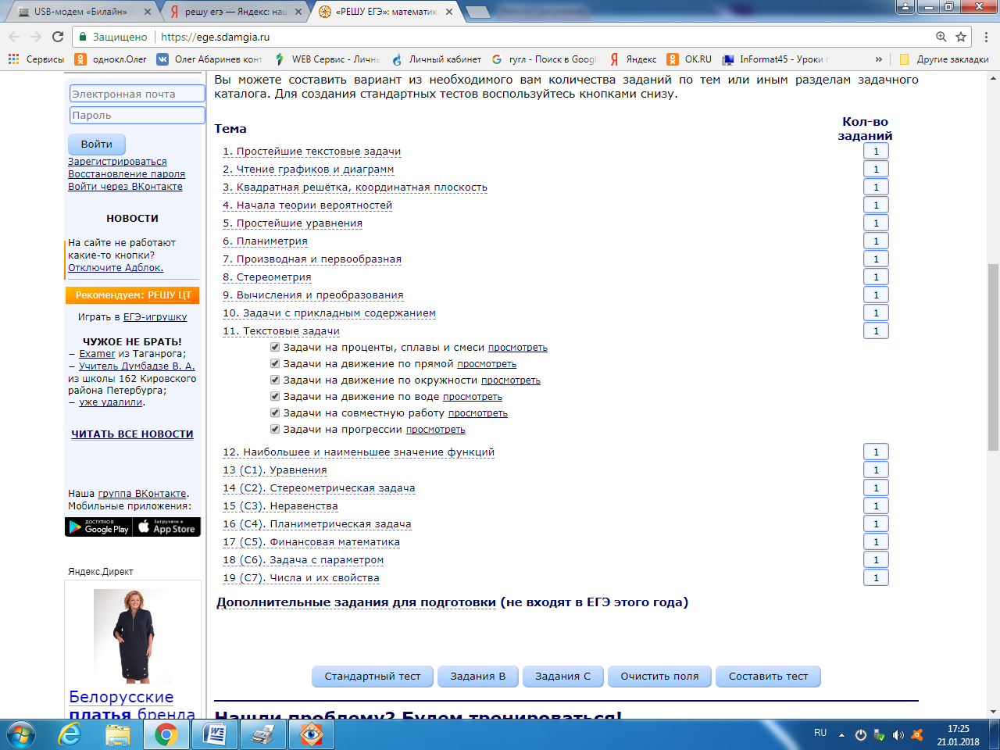 USB-модем «Билайн»
решу егэ — Яндекс: наш
«РЕШУ ЕГЭ»: математик
Защищено
https://ege.sdamgia.ru
Сервисы
однокл.Олег
Олег Абаринев конт
WEB Сервис - Личн
Личный кабинет
гугл - Поиск в Googl
Яндекс
OK.RU
InFormat45 - Уроки
»
Другие закладки
Электронная почта
Пароль
Войти
Зарегистрироваться
Восстановление пароля
Войти через ВКонтакте
НОВОСТИ
На сайте не работают
какие-то кнопки?
Отключите Адблок.
Рекомендуем: РЕШУ ЦТ
Играть в ЕГЭ-игрушку
ЧУЖОЕ НЕ БРАТЬ!
− Examer из Таганрога;
− Учитель Думбадзе В. А.
из школы 162 Кировского
района Петербурга;
− уже удалили.
ЧИТАТЬ ВСЕ НОВОСТИ
Наша группа ВКонтакте.
Мобильные приложения:
ДОСТУПНО В
Google Play
Загрузите в
App Store
Яндекс.Директ
Белорусские
платья бренда
Вы можете составить вариант из необходимого вам количества заданий по тем или иным разделам задачного
каталога. Для создания стандартных тестов воспользуйтесь кнопками снизу.
Тема
Кол-во
заданий
1. Простейшие текстовые задачи 1
2. Чтение графиков и диаграмм 1
3. Квадратная решётка, координатная плоскость 1
4. Начала теории вероятностей 1
5. Простейшие уравнения 1
6. Планиметрия 1
7. Производная и первообразная 1
8. Стереометрия 1
9. Вычисления и преобразования 1
10. Задачи с прикладным содержанием 1
11. Текстовые задачи 1
Задачи на проценты, сплавы и смеси просмотреть
Задачи на движение по прямой просмотреть
Задачи на движение по окружности просмотреть
Задачи на движение по воде просмотреть
Задачи на совместную работу просмотреть
Задачи на прогрессии просмотреть
12. Наибольшее и наименьшее значение функций 1
13 (C1). Уравнения 1
14 (C2). Стереометрическая задача 1
15 (C3). Неравенства 1
16 (C4). Планиметрическая задача 1
17 (C5). Финансовая математика 1
18 (C6). Задача с параметром 1
19 (C7). Числа и их свойства 1
Дополнительные задания для подготовки (не входят в ЕГЭ этого года)
Стандартный тест
Задания В
Задания С
Очистить поля
Составить тест
Нашли проблему? Будем тренироваться!
RU
17:25
21.01.2018